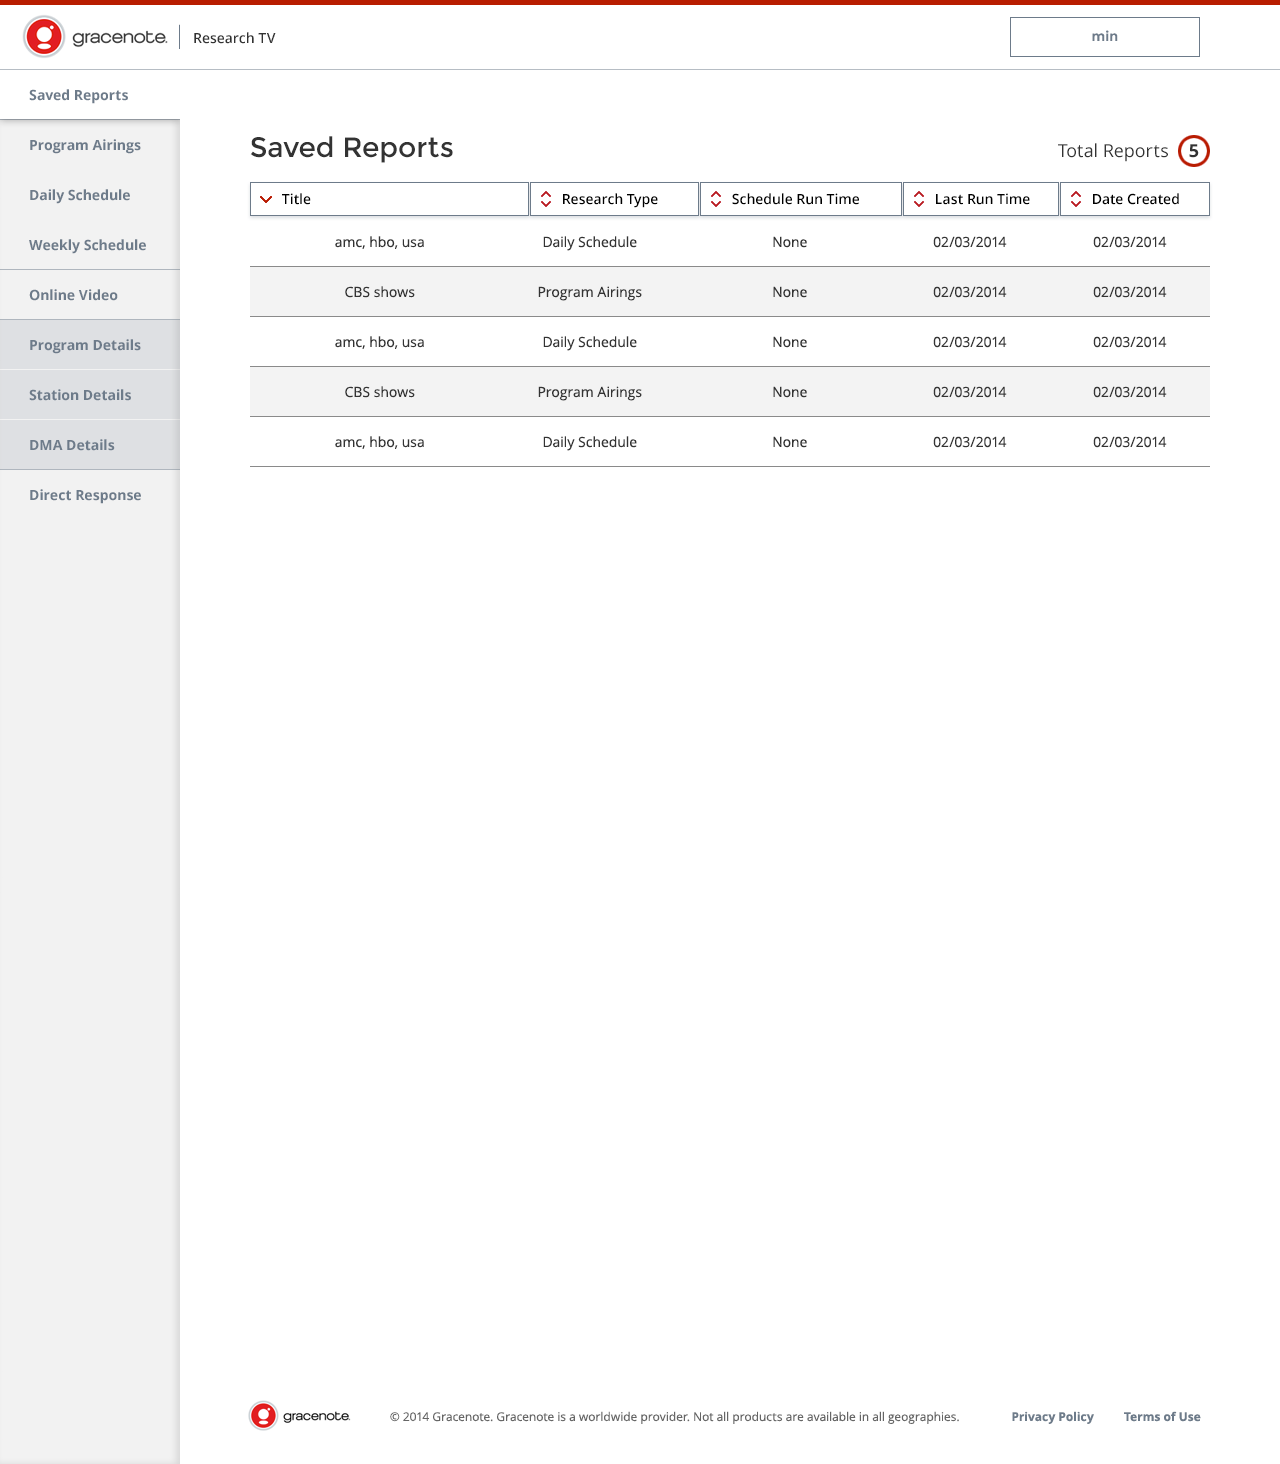 gracenote. Research TV min
Saved Reports
Program Airings
Daily Schedule
Weekly Schedule
Online Video
Program Details
Station Details
DMA Details
Direct Response
Saved Reports Total Reports 5
Title Research Type Schedule Run Time Last Run Time Date Created
amc, hbo, usa Daily Schedule None 02/03/2014 02/03/2014
CBS shows Program Airings None 02/03/2014 02/03/2014
amc, hbo, usa Daily Schedule None 02/03/2014 02/03/2014
CBS shows Program Airings None 02/03/2014 02/03/2014
amc, hbo, usa Daily Schedule None 02/03/2014 02/03/2014
gracenote. © 2014 Gracenote. Gracenote is a worldwide provider. Not all products are available in all geographies. Privacy Policy Terms of Use